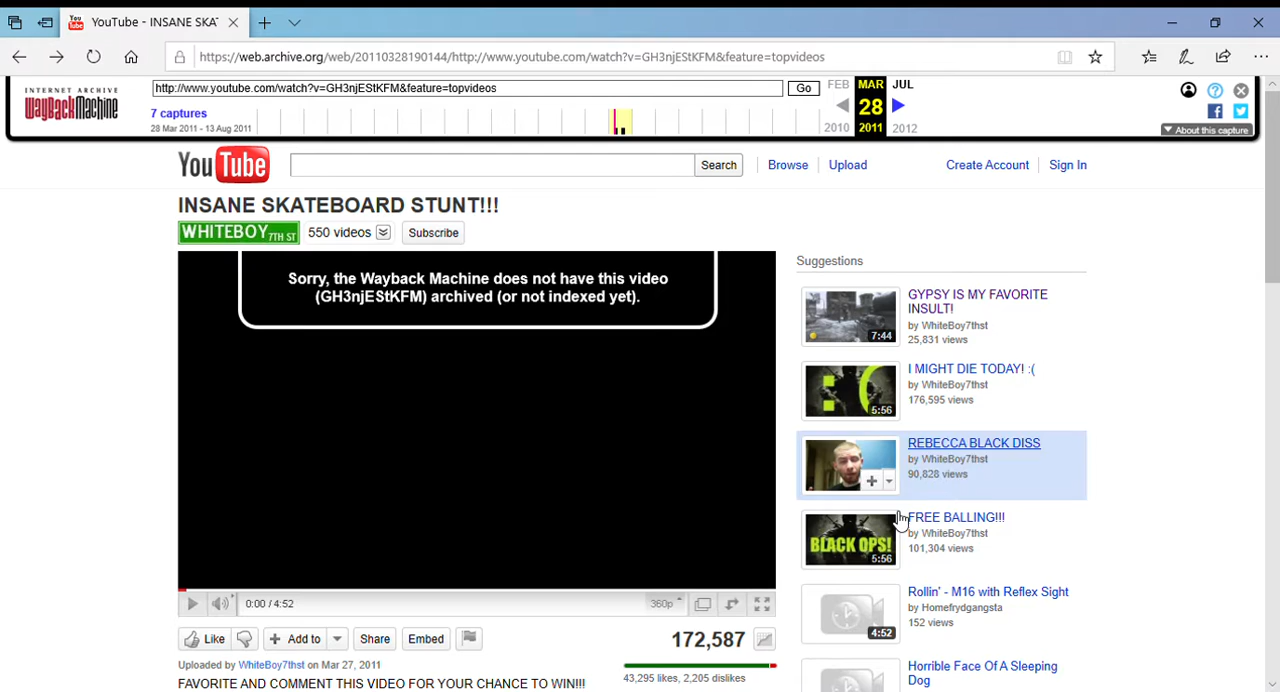 YouTube - INSANE SKAT
https://web.archive.org/web/20110328190144/http://www.youtube.com/watch?v=GH3njEStKFM&feature=topvideos
INTERNET ARCHIVE
WayBackMachine
http://www.youtube.com/watch?v=GH3njEStKFM&feature=topvideos
Go
FEB
MAR
JUL
7 captures
28
28 Mar 2011 - 13 Aug 2011
2010
2011
2012
About this capture
YouTube
Search
Browse
Upload
Create Account
Sign In
INSANE SKATEBOARD STUNT!!!
WHITEBOY 7TH ST
550 videos
Subscribe
Sorry, the Wayback Machine does not have this video
(GH3njEStKFM) archived (or not indexed yet).
0:00 / 4:52
360p
Like
Add to
Share
Embed
172,587
Uploaded by WhiteBoy7thst on Mar 27, 2011
43,295 likes, 2,205 dislikes
FAVORITE AND COMMENT THIS VIDEO FOR YOUR CHANCE TO WIN!!!
Suggestions
GYPSY IS MY FAVORITE
INSULT!
by WhiteBoy7thst
25,831 views
7:44
I MIGHT DIE TODAY! :(
by WhiteBoy7thst
176,595 views
5:56
REBECCA BLACK DISS
by WhiteBoy7thst
90,828 views
FREE BALLING!!!
by WhiteBoy7thst
101,304 views
BLACK OPS!
5:56
Rollin' - M16 with Reflex Sight
by Homefrydgangsta
152 views
4:52
Horrible Face Of A Sleeping
Dog